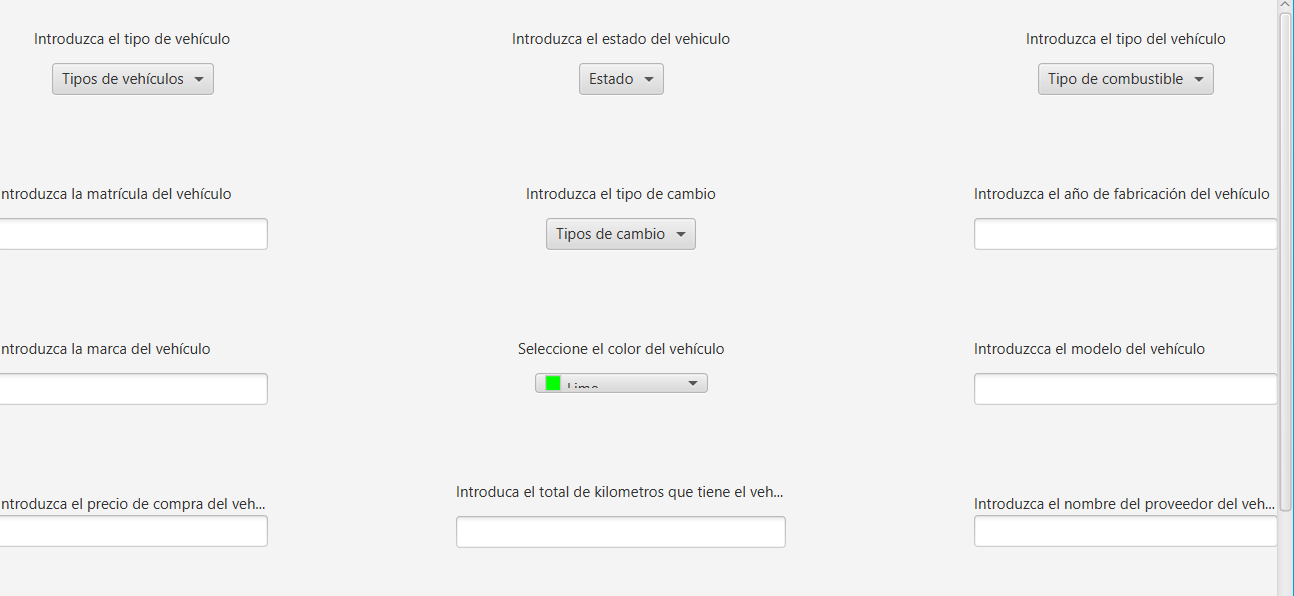 Introduzca el tipo de vehículo
Introduzca el estado del vehiculo
Introduzca el tipo del vehículo
Tipos de vehículos
Estado
Tipo de combustible
ntroduzca la matrícula del vehículo
Introduzca el tipo de cambio
Introduzca el año de fabricación del vehículo
Tipos de cambio
ntroduzca la marca del vehículo
Seleccione el color del vehículo
Introduzcca el modelo del vehículo
Lime
ntroduzca el precio de compra del veh...
Introduca el total de kilometros que tiene el veh...
Introduzca el nombre del proveedor del veh...